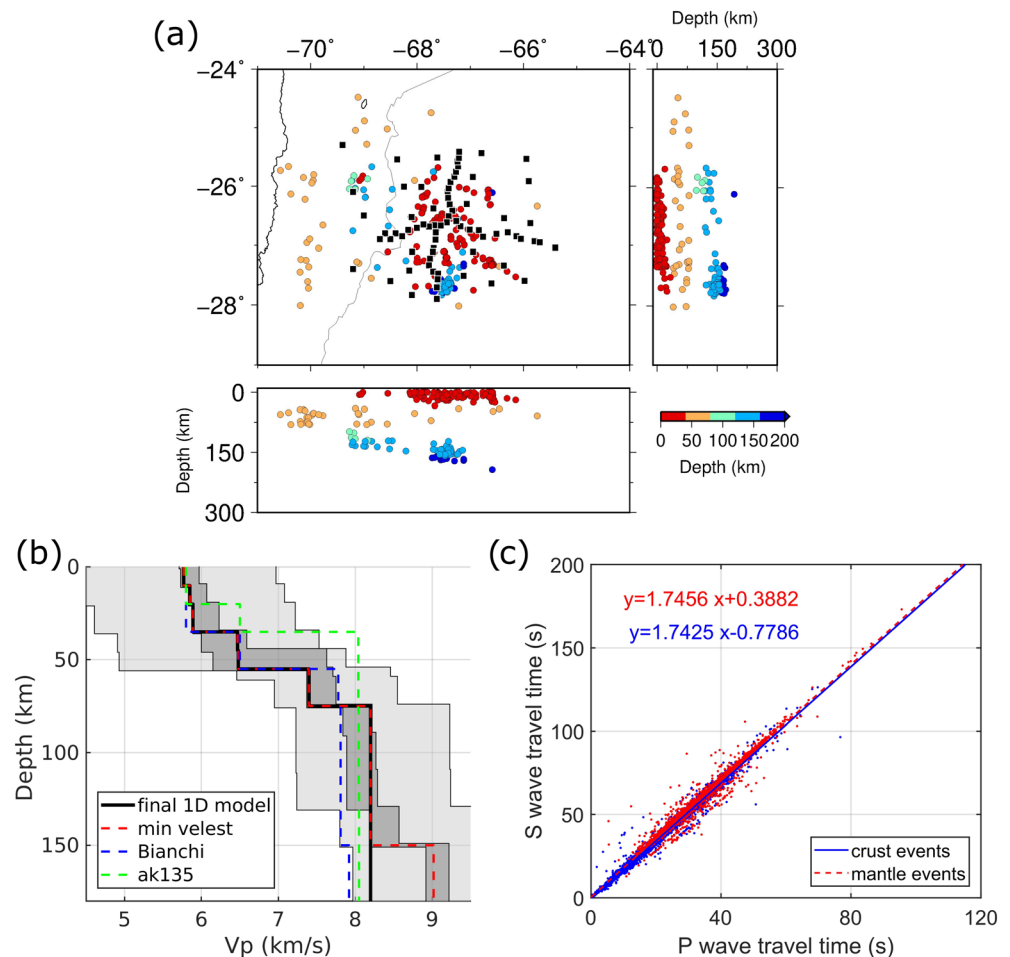 (a)
Depth (km)
−70° −68° −66° −64° 0 150 300
−24°
−26°
−28°
0
150
300
Depth (km)
0 50 100 150 200
Depth (km)
(b)
0
50
100
150
Depth (km)
final 1D model
min velest
Bianchi
ak135
5 6 7 8 9
Vp (km/s)
(c)
200
150
100
50
0
S wave travel time (s)
y=1.7456 x+0.3882
y=1.7425 x-0.7786
crust events
mantle events
0 40 80 120
P wave travel time (s)